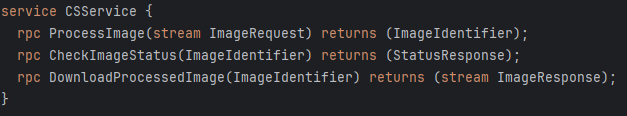 service CSService {
  rpc ProcessImage(stream ImageRequest) returns (ImageIdentifier);
  rpc CheckImageStatus(ImageIdentifier) returns (StatusResponse);
  rpc DownloadProcessedImage(ImageIdentifier) returns (stream ImageResponse);
}